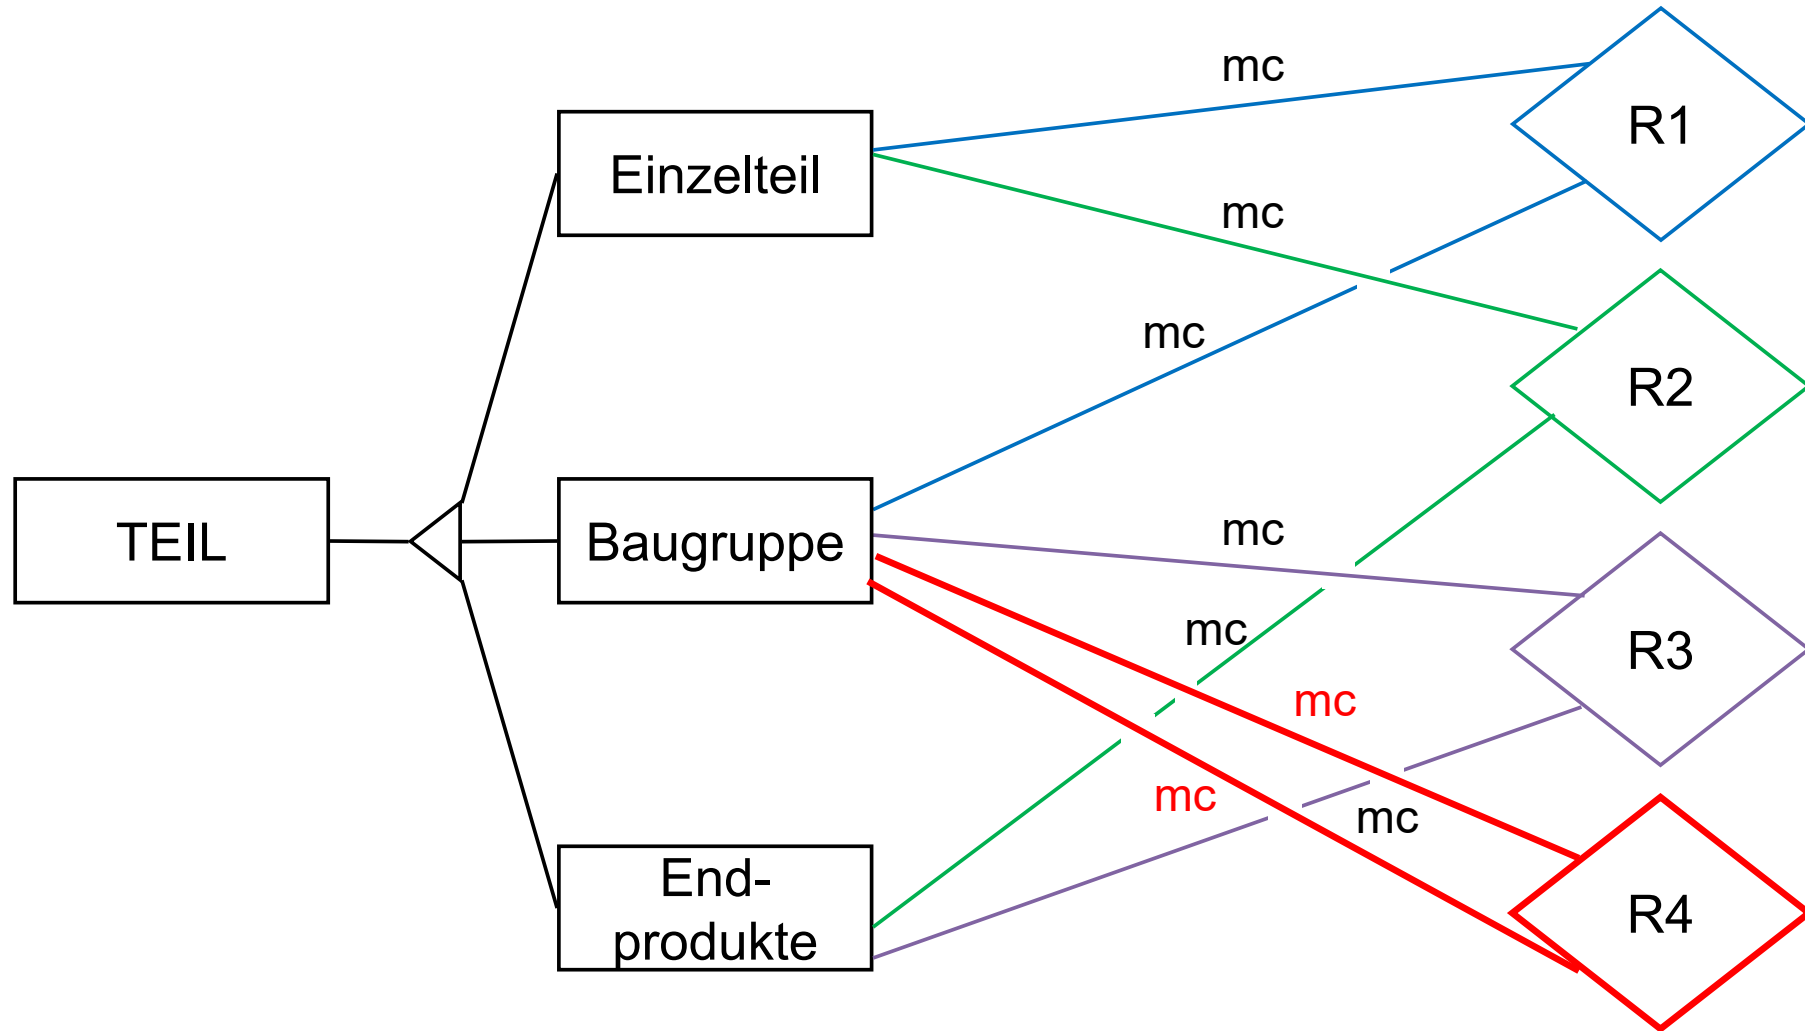 mc
R1
Einzelteil
mc
mc
R2
mc
TEIL
Baugruppe
mc
R3
mc
mc
mc
End-
produkte
R4